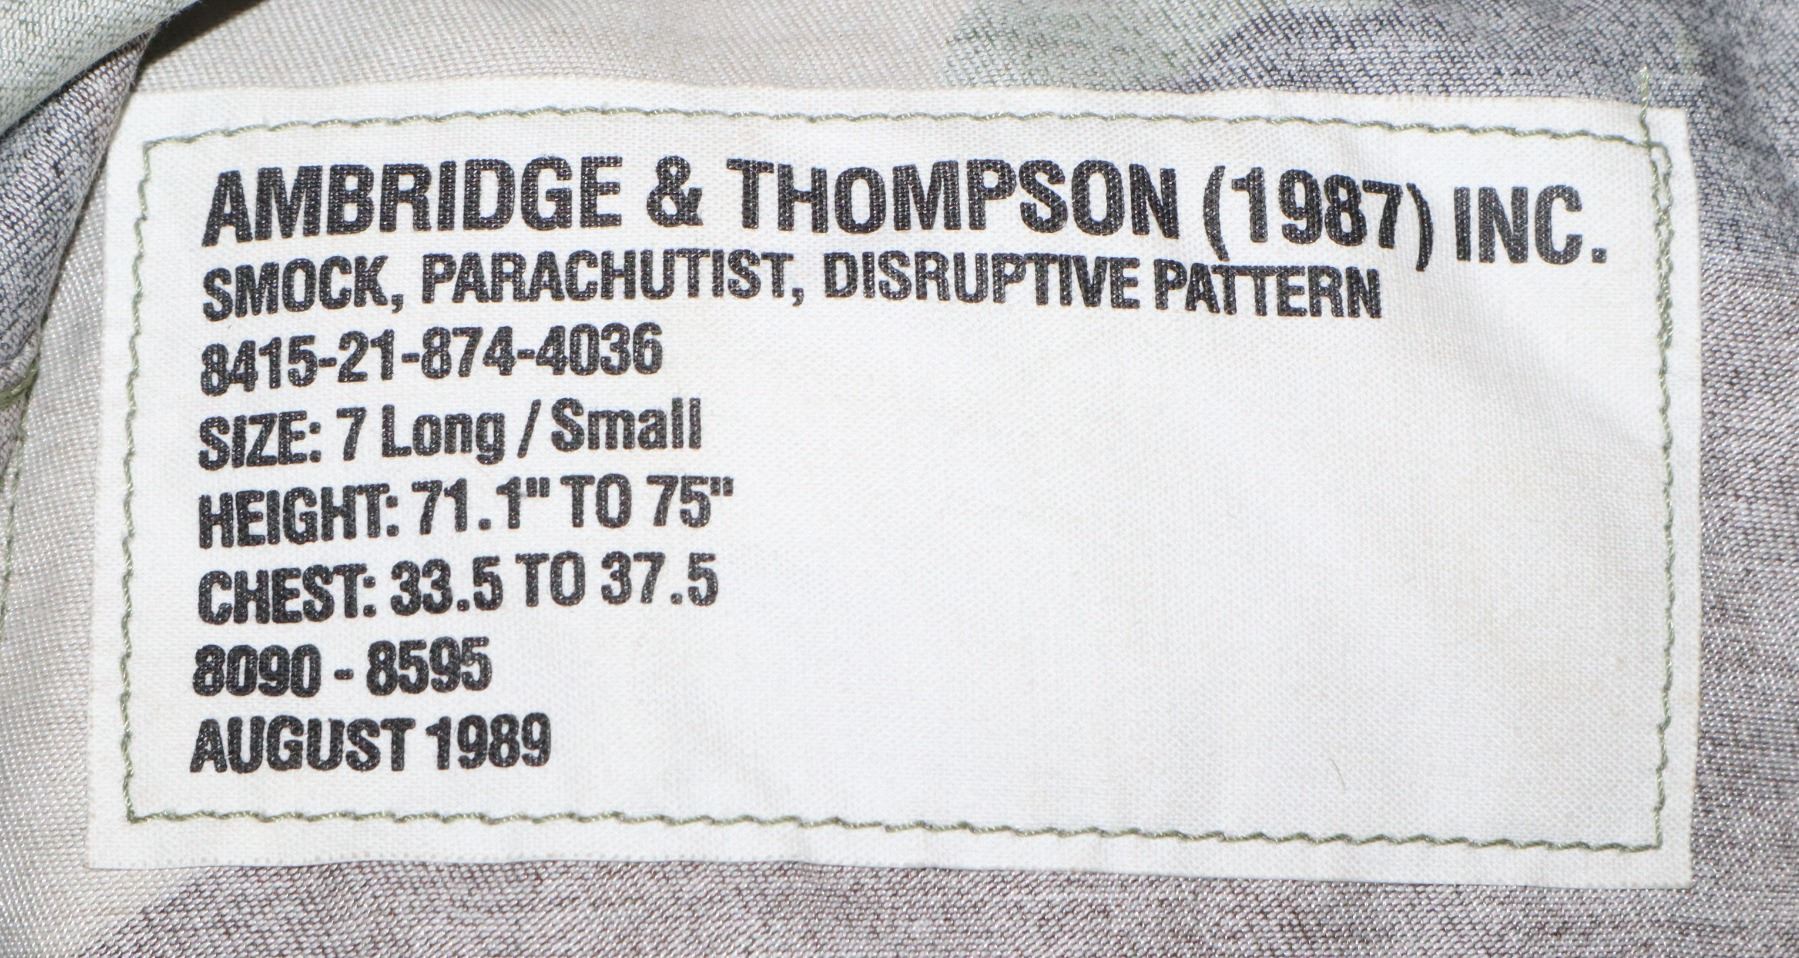 AMBRIDGE & THOMPSON (1987) INC.
SMOCK, PARACHUTIST, DISRUPTIVE PATTERN
8415-21-874-4036
SIZE: 7 Long / Small
HEIGHT: 71.1" TO 75"
CHEST: 33.5 TO 37.5
8090 - 8595
AUGUST 1989